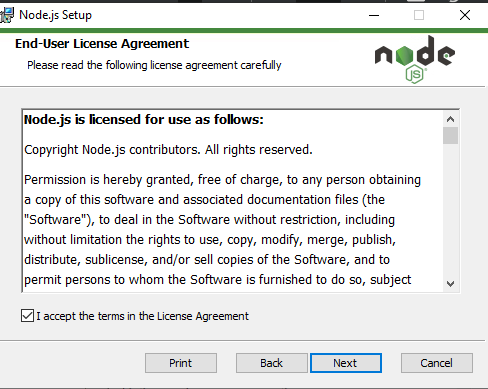 Node.js Setup
End-User License Agreement
Please read the following license agreement carefully
node
JS
Node.js is licensed for use as follows:
Copyright Node.js contributors. All rights reserved.
Permission is hereby granted, free of charge, to any person obtaining
a copy of this software and associated documentation files (the
"Software"), to deal in the Software without restriction, including
without limitation the rights to use, copy, modify, merge, publish,
distribute, sublicense, and/or sell copies of the Software, and to
permit persons to whom the Software is furnished to do so, subject
I accept the terms in the License Agreement
Print
Back
Next
Cancel